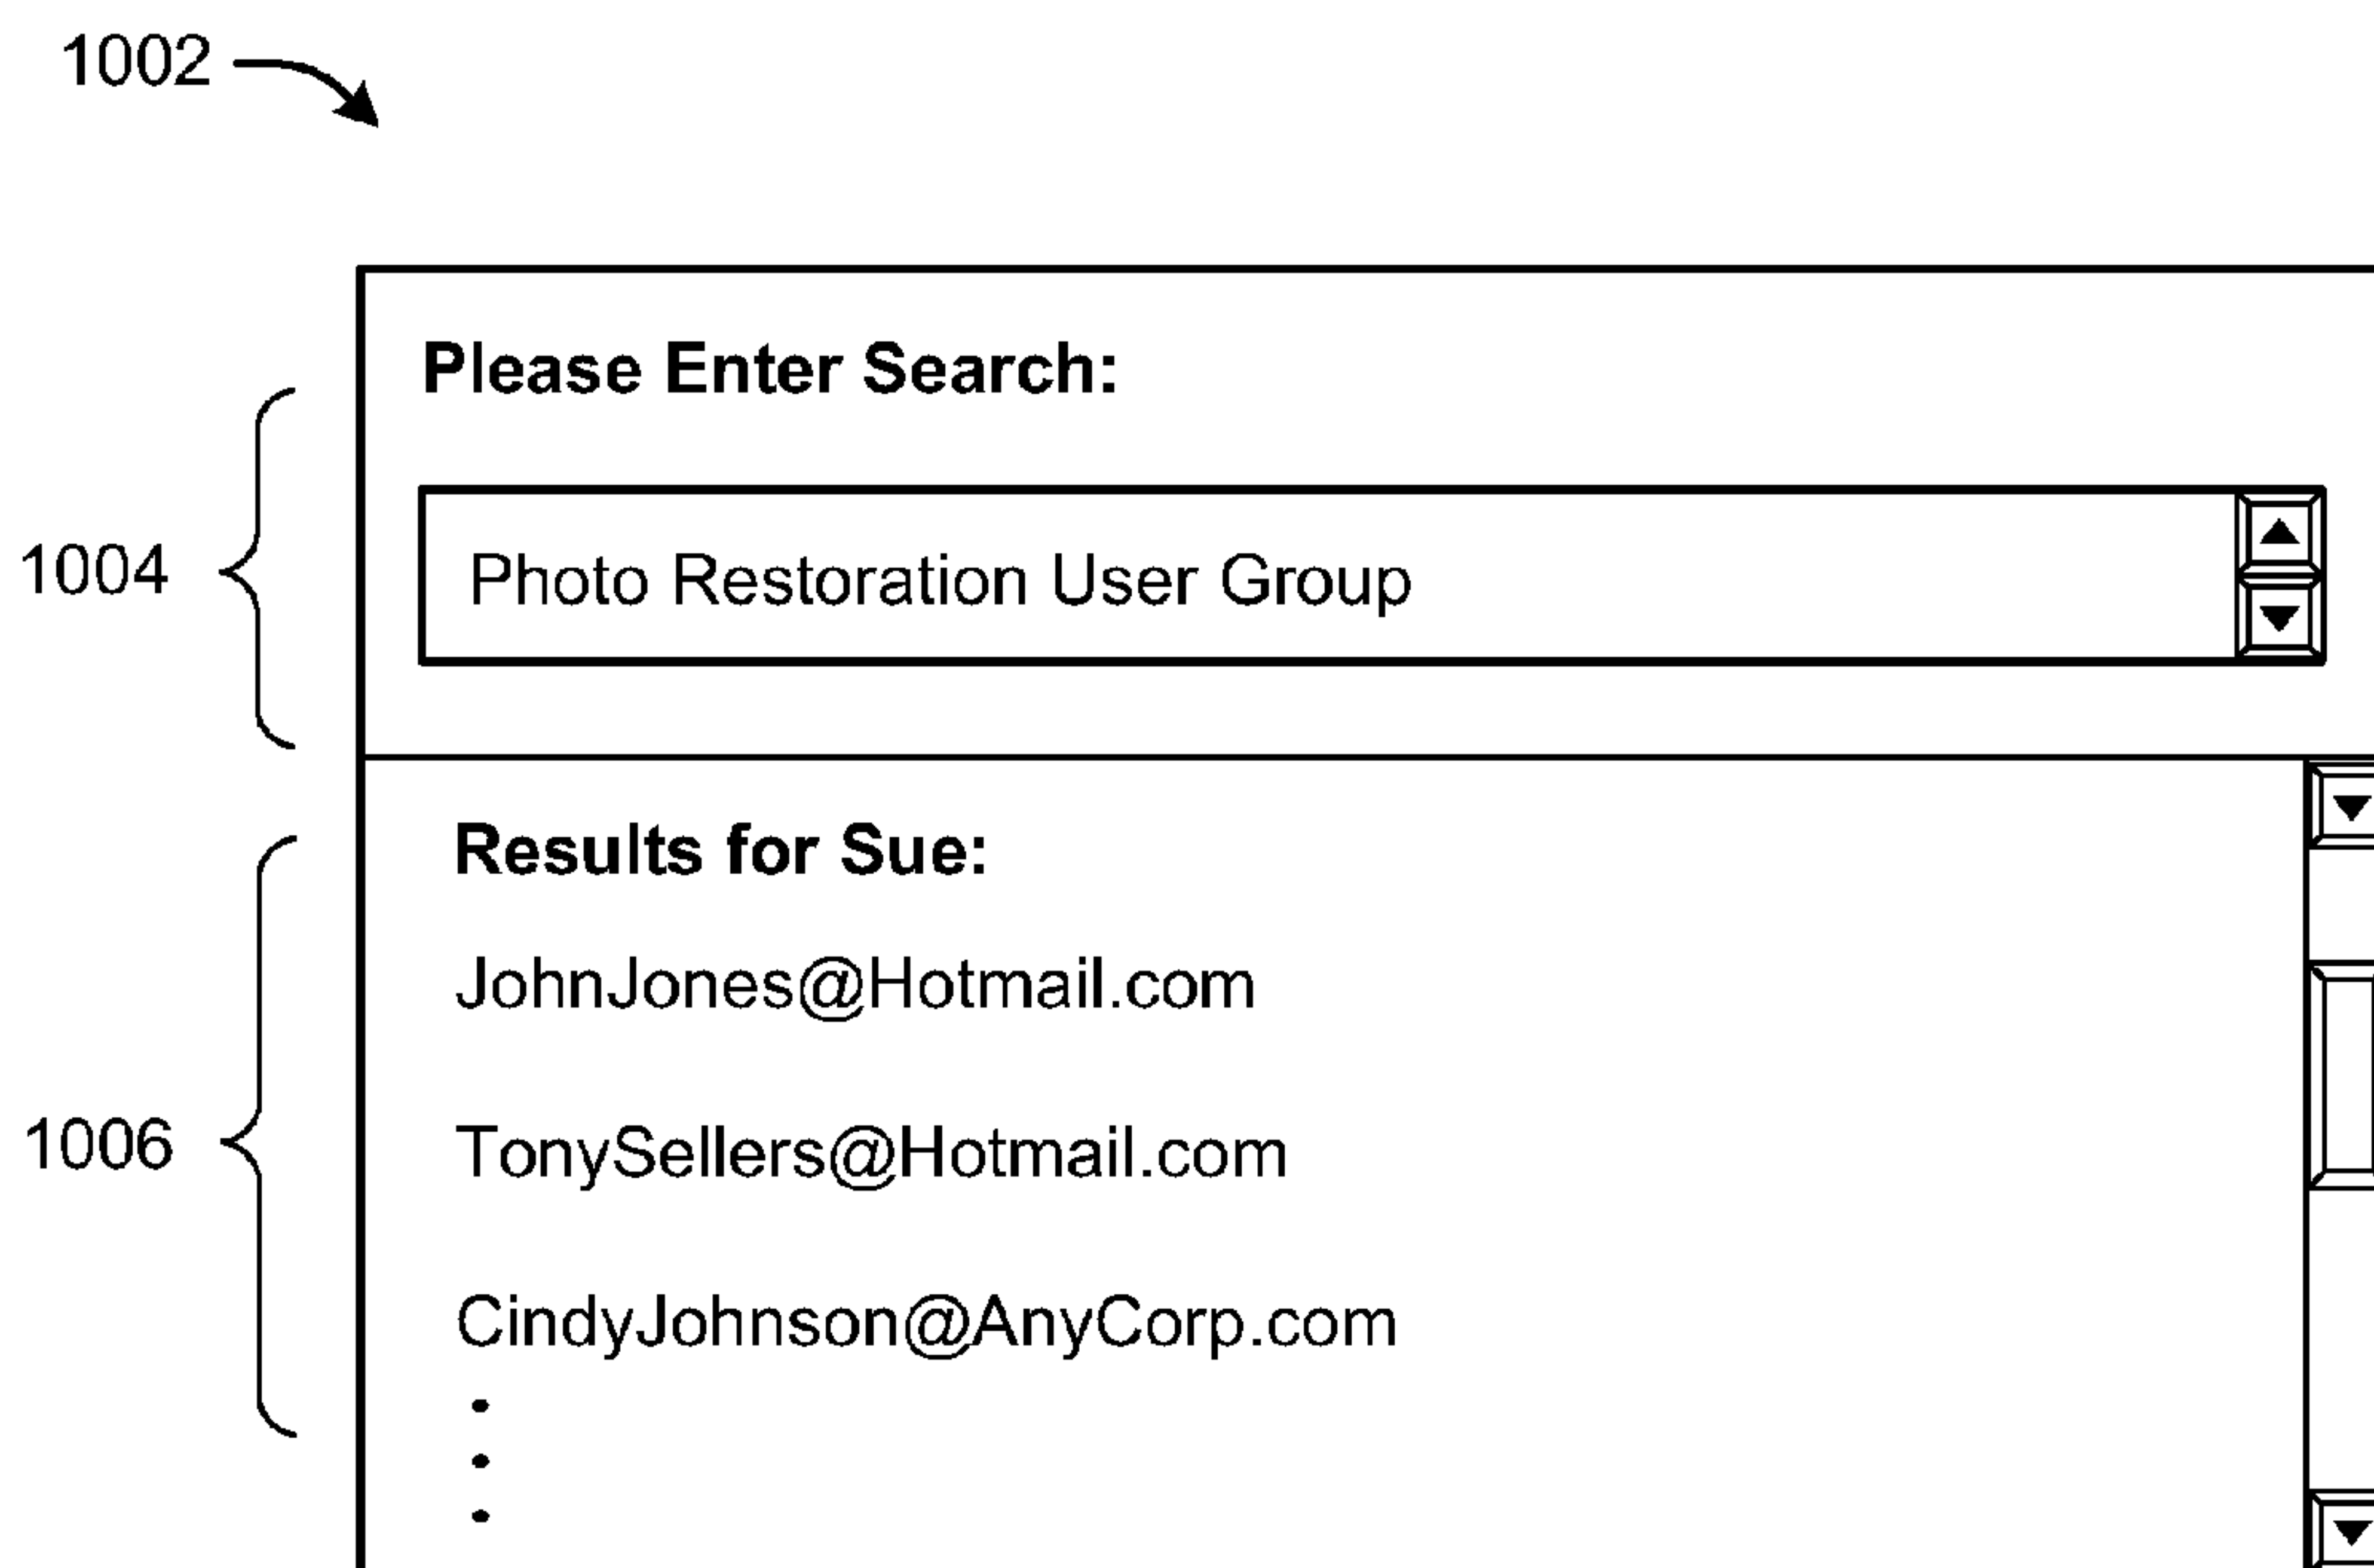 1002
Please Enter Search:
1004
Photo Restoration User Group
Results for Sue:
JohnJones@Hotmail.com
1006
TonySellers@Hotmail.com
CindyJohnson@AnyCorp.com